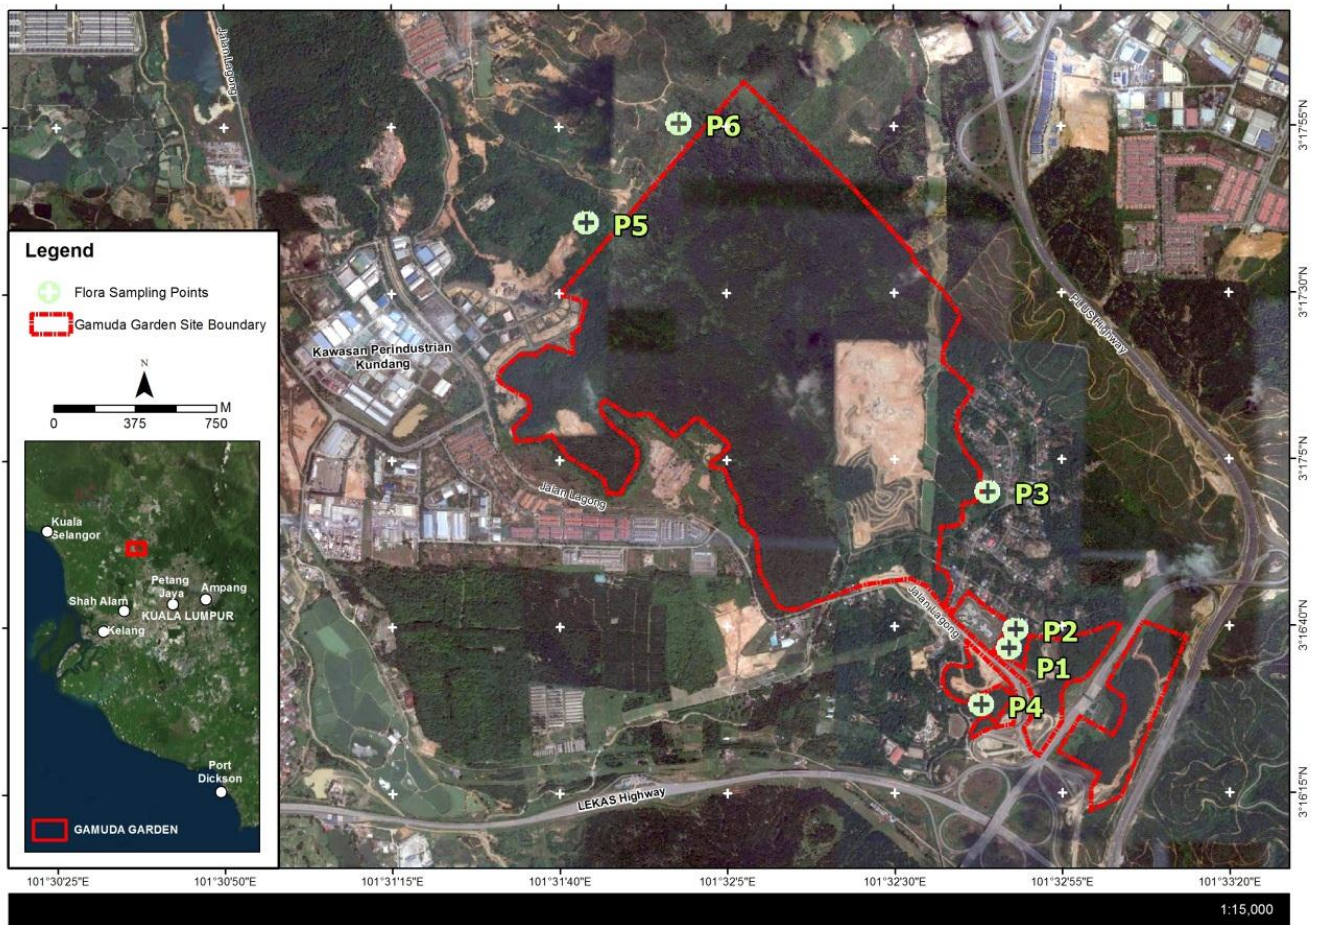 Jalan Lagong
P6
3°17'55"N
P5
Legend
Flora Sampling Points
Gamuda Garden Site Boundary
N
M
0 375 750
PLUS Highway
3°17'30"N
Kawasan Perindustrian
Kundang
3°17'5"N
Jalan Lagong
P3
Kuala
Selangor
Petang
Jaya
Ampang
Shah Alam
KUALA LUMPUR
Kelang
Jalan Lagong
P2
3°16'40"N
P1
P4
Port
Dickson
LEKAS Highway
3°16'15"N
GAMUDA GARDEN
101°30'25"E
101°30'50"E
101°31'15"E
101°31'40"E
101°32'5"E
101°32'30"E
101°32'55"E
101°33'20"E
1:15,000